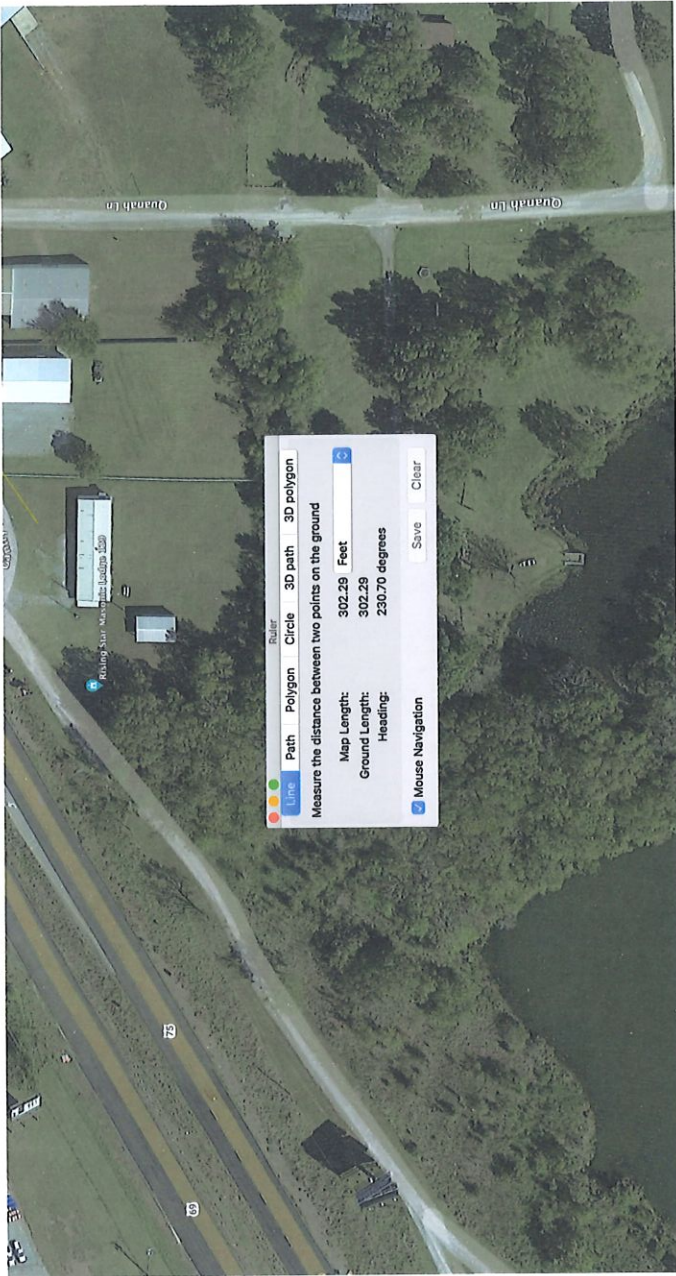 Ruler
Line Path Polygon Circle 3D path 3D polygon
Measure the distance between two points on the ground
Map Length: 302.29 Feet
Ground Length: 302.29
Heading: 230.70 degrees
Mouse Navigation Save Clear
Rising Star Masonic Lodge
Quanah Ln
Quanah Ln
75
69